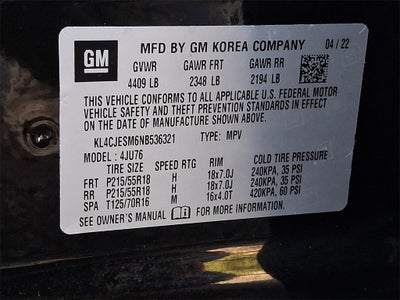 GM MFD BY GM KOREA COMPANY 04/22
GVWR GAWR FRT GAWR RR
4409 LB 2348 LB 2194 LB
THIS VEHICLE CONFORMS TO ALL APPLICABLE U.S. FEDERAL MOTOR
VEHICLE SAFETY AND THEFT PREVENTION STANDARDS IN EFFECT ON
THE DATE OF MANUFACTURE SHOWN ABOVE.
KL4CJESM6NB536321 TYPE: MPV
MODEL: 4JU76
TIRE SIZE SPEED RTG RIM COLD TIRE PRESSURE
FRT P215/55R18 H 18x7.0J 240KPA, 35 PSI
RR P215/55R18 H 18x7.0J 240KPA, 35 PSI
SPA T125/70R16 M 16x4.0T 420KPA, 60 PSI
SEE OWNER'S MANUAL FOR MORE INFORMATION.